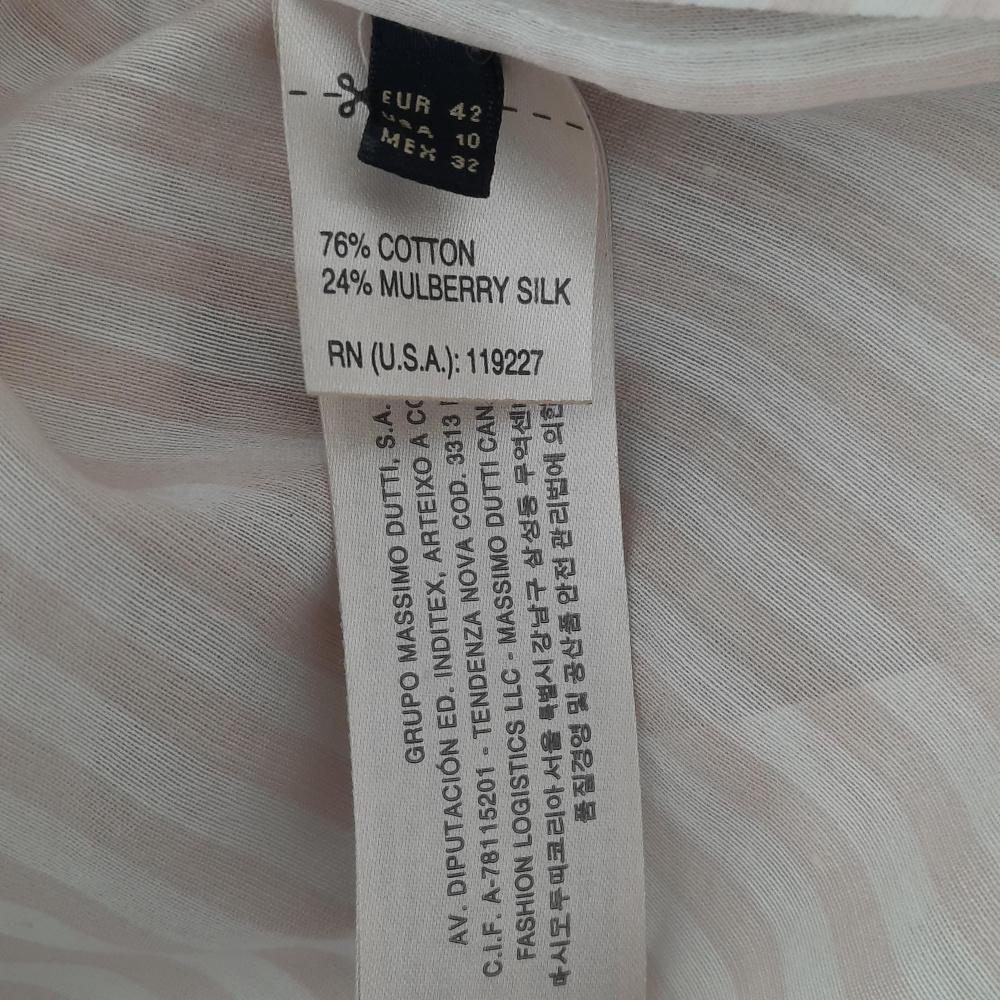 EUR 42
USA 10
MEX 32
76% COTTON
24% MULBERRY SILK
RN (U.S.A.): 119227
GRUPO MASSIMO DUTTI, S.A.
AV. DIPUTACIÓN ED. INDITEX, ARTEIXO A
C.I.F. A-78115201 - TENDENZA NOVA COD. 3313
FASHION LOGISTICS LLC - MASSIMO DUTTI CAN
마시모두띠코리아 서울 특별시 강남구 삼성동 무역센
품질경영 및 공산품 안전 관리법에 의한